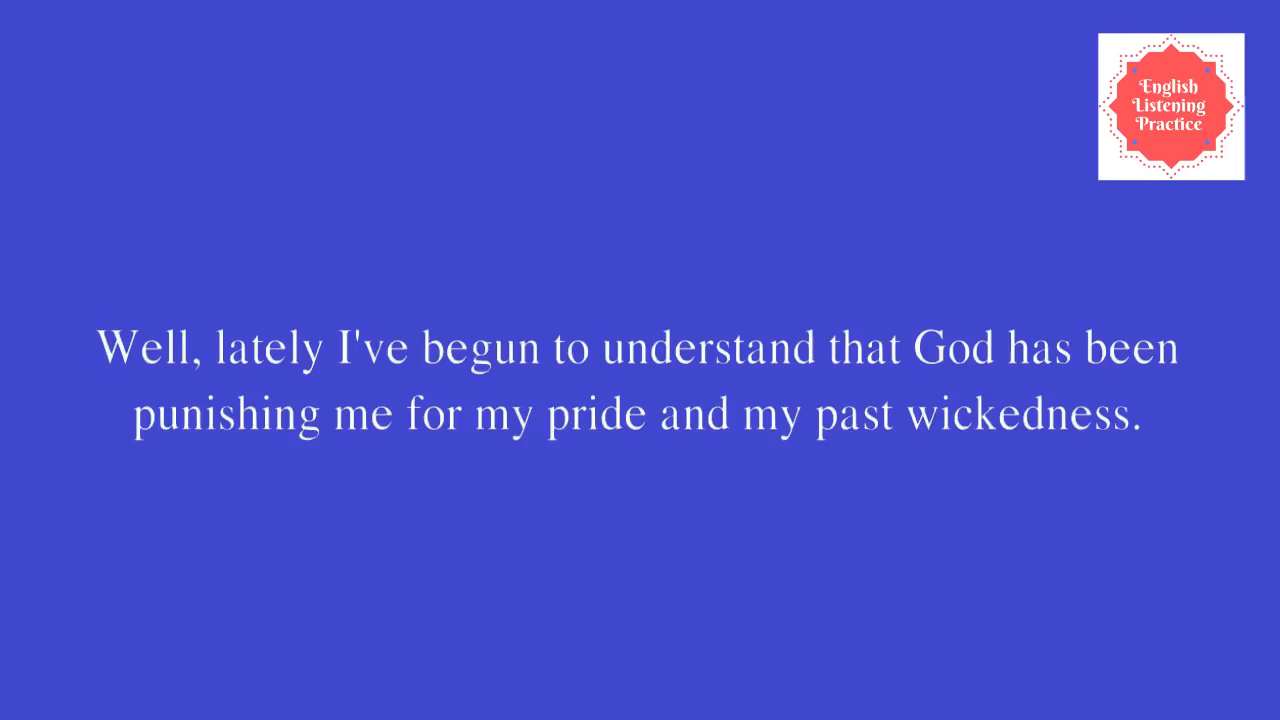 English
Listening
Practice
Well, lately I've begun to understand that God has been
punishing me for my pride and my past wickedness.